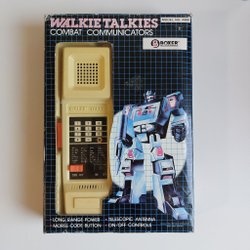 WALKIE TALKIES
COMBAT COMMUNICATORS
- LONG RANGE POWER
- MORSE CODE BUTTON
- TELESCOPIC ANTENNA
- ON/OFF CONTROLS